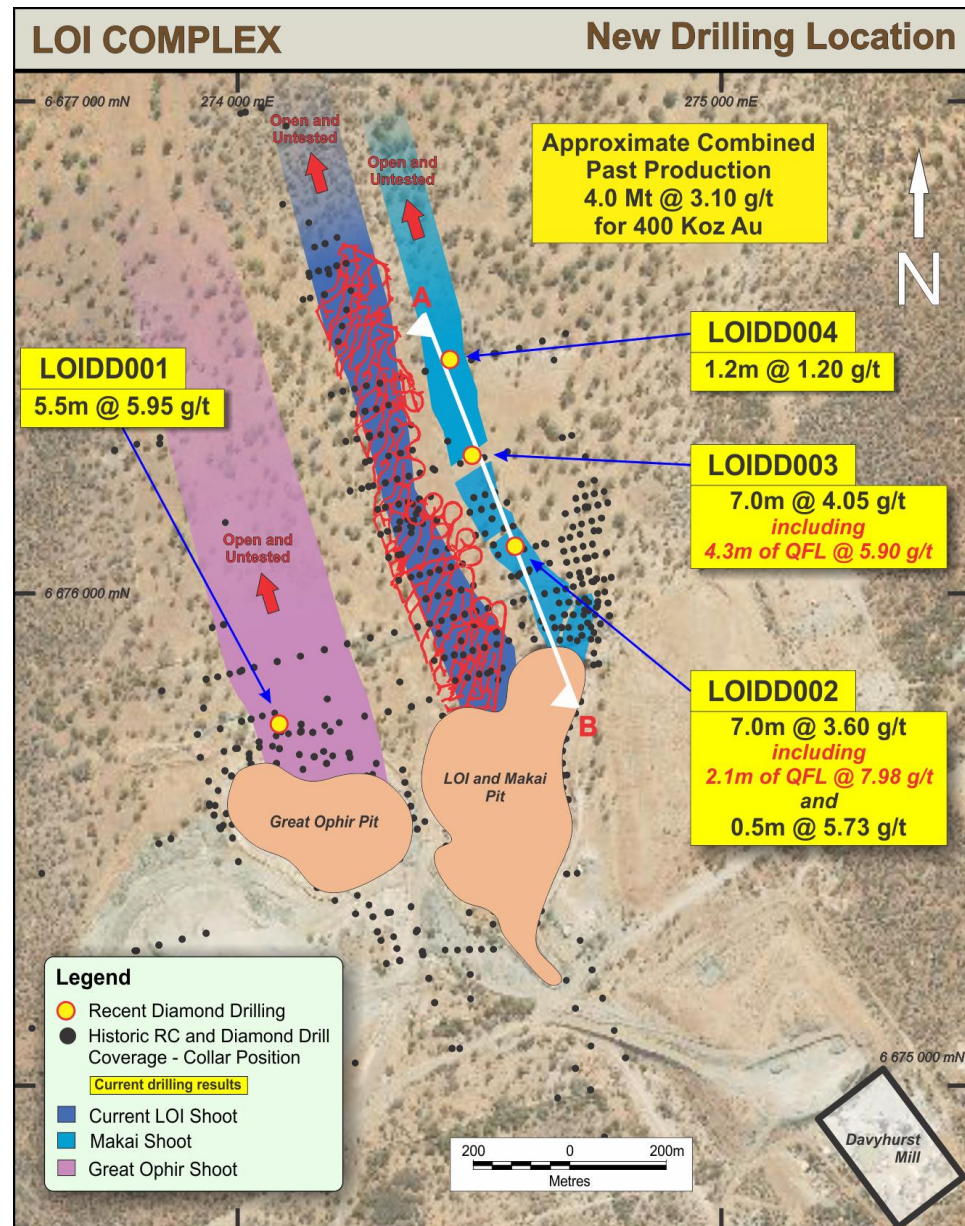 LOI COMPLEX
New Drilling Location
6 677 000 mN
274 000 mE
275 000 mE
Open and
Untested
Open and
Untested
Approximate Combined
Past Production
4.0 Mt @ 3.10 g/t
for 400 Koz Au
N
A
LOIDD001
5.5m @ 5.95 g/t
LOIDD004
1.2m @ 1.20 g/t
LOIDD003
7.0m @ 4.05 g/t
including
4.3m of QFL @ 5.90 g/t
Open and
Untested
6 676 000 mN
LOIDD002
7.0m @ 3.60 g/t
including
2.1m of QFL @ 7.98 g/t
and
0.5m @ 5.73 g/t
B
LOI and Makai
Pit
Great Ophir Pit
Legend
Recent Diamond Drilling
Historic RC and Diamond Drill
Coverage - Collar Position
Current drilling results
Current LOI Shoot
Makai Shoot
Great Ophir Shoot
200 0 200m
Metres
6 675 000 mN
Davyhurst
Mill